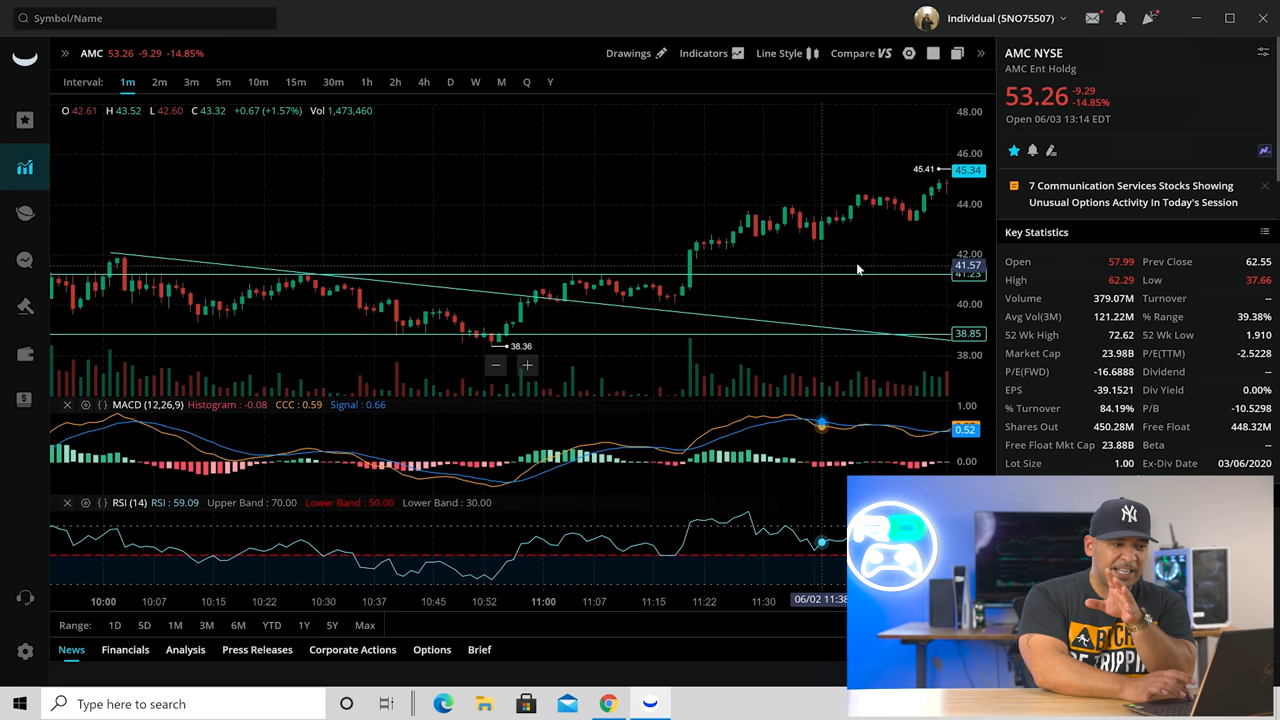 Symbol/Name
Individual (5NO75507)
AMC 53.26 -9.29 -14.85%
Drawings Indicators Line Style Compare VS
Interval: 1m 2m 3m 5m 10m 15m 30m 1h 2h 4h D W M Q Y
O 42.61 H 43.52 L 42.60 C 43.32 +0.67 (+1.57%) Vol 1,473,460
48.00
46.00
45.41
45.34
44.00
42.00
41.57
41.23
40.00
38.85
38.36
38.00
MACD (12,26,9) Histogram : -0.08 CCC : 0.59 Signal : 0.66
1.00
0.52
0.00
RSI (14) RSI : 59.09 Upper Band : 70.00 Lower Band : 50.00 Lower Band : 30.00
10:00 10:07 10:15 10:22 10:30 10:37 10:45 10:52 11:00 11:07 11:15 11:22 11:30 06/02 11:38
Range: 1D 5D 1M 3M 6M YTD 1Y 5Y Max
News Financials Analysis Press Releases Corporate Actions Options Brief
AMC NYSE
AMC Ent Holdg
53.26 -9.29
-14.85%
Open 06/03 13:14 EDT
7 Communication Services Stocks Showing
Unusual Options Activity In Today's Session
Key Statistics
Open 57.99 Prev Close 62.55
High 62.29 Low 37.66
Volume 379.07M Turnover --
Avg Vol(3M) 121.22M % Range 39.38%
52 Wk High 72.62 52 Wk Low 1.910
Market Cap 23.98B P/E(TTM) -2.5228
P/E(FWD) -16.6888 Dividend --
EPS -39.1521 Div Yield 0.00%
% Turnover 84.19% P/B -10.5298
Shares Out 450.28M Free Float 448.32M
Free Float Mkt Cap 23.88B Beta --
Lot Size 1.00 Ex-Div Date 03/06/2020
Type here to search